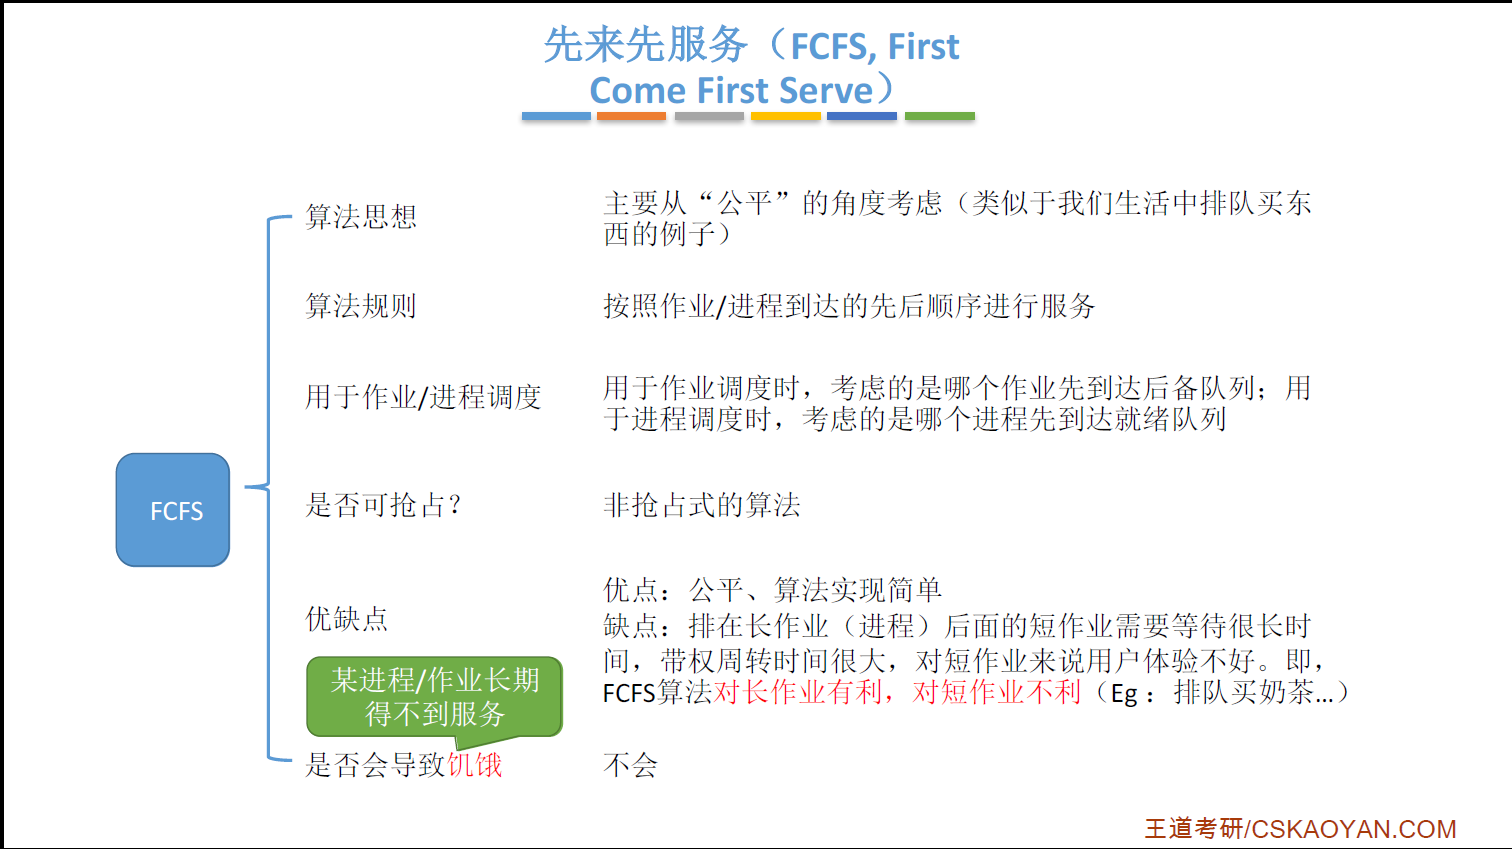 先来先服务（FCFS, First
Come First Serve）
算法思想
主要从“公平”的角度考虑（类似于我们生活中排队买东
西的例子）
算法规则
按照作业/进程到达的先后顺序进行服务
用于作业/进程调度
用于作业调度时，考虑的是哪个作业先到达后备队列；用
于进程调度时，考虑的是哪个进程先到达就绪队列
FCFS
是否可抢占？
非抢占式的算法
优缺点
优点：公平、算法实现简单
缺点：排在长作业（进程）后面的短作业需要等待很长时
间，带权周转时间很大，对短作业来说用户体验不好。即，
FCFS算法对长作业有利，对短作业不利（Eg ：排队买奶茶…）
某进程/作业长期
得不到服务
是否会导致饥饿
不会
王道考研/CSKAOYAN.COM